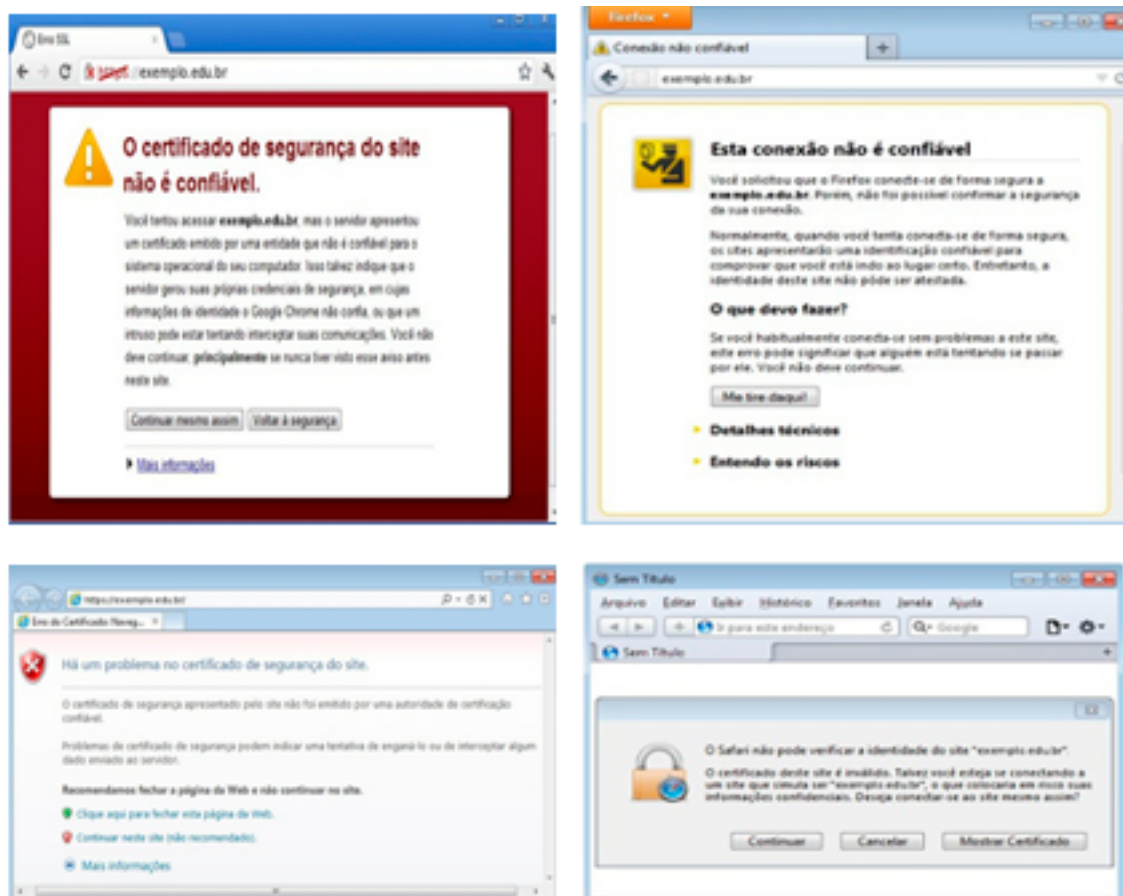 Erro SSL
https://exemplo.edu.br
O certificado de segurança do site
não é confiável.
Você tentou acessar exemplo.edu.br, mas o servidor apresentou
um certificado emitido por uma entidade que não é confiável para o
sistema operacional do seu computador. Isso talvez indique que o
servidor gerou suas próprias credenciais de segurança, em cujas
informações de identidade o Google Chrome não confia, ou que um
intruso pode estar tentando interceptar suas comunicações. Você não
deve continuar, principalmente se nunca tiver visto esse aviso antes
neste site.
Continuar mesmo assim
Voltar à segurança
Mais informações
Firefox
Conexão não confiável
exemplo.edu.br
Esta conexão não é confiável
Você solicitou que o Firefox conecte-se de forma segura a
exemplo.edu.br. Porém, não foi possível confirmar a segurança
da sua conexão.
Normalmente, quando você tenta conecta-se de forma segura,
os sites apresentarão uma identificação confiável para
comprovar que você está indo ao lugar certo. Entretanto, a
identidade deste site não pôde ser atestada.
O que devo fazer?
Se você habitualmente conecta-se sem problemas a este site,
este erro pode significar que alguém está tentando se passar
por ele. Você não deve continuar.
Me tire daqui!
Detalhes técnicos
Entendo os riscos
https://exemplo.edu.br/
Erro de Certificado: Naveg...
Há um problema no certificado de segurança do site.
O certificado de segurança apresentado pelo site não foi emitido por uma autoridade de certificação
confiável.
Problemas de certificado de segurança podem indicar uma tentativa de enganá-lo ou de interceptar algum
dado enviado ao servidor.
Recomendamos fechar a página da Web e não continuar no site.
Clique aqui para fechar esta página da Web.
Continuar neste site (não recomendado).
Mais informações
Sem Título
Arquivo Editar Exibir Histórico Favoritos Janela Ajuda
Ir para este endereço
Google
Sem Título
O Safari não pode verificar a identidade do site "exemplo.edu.br".
O certificado deste site é inválido. Talvez você esteja se conectando a
um site que simula ser "exemplo.edu.br", o que colocaria em risco suas
informações confidenciais. Deseja conectar-se ao site mesmo assim?
Continuar
Cancelar
Mostrar Certificado